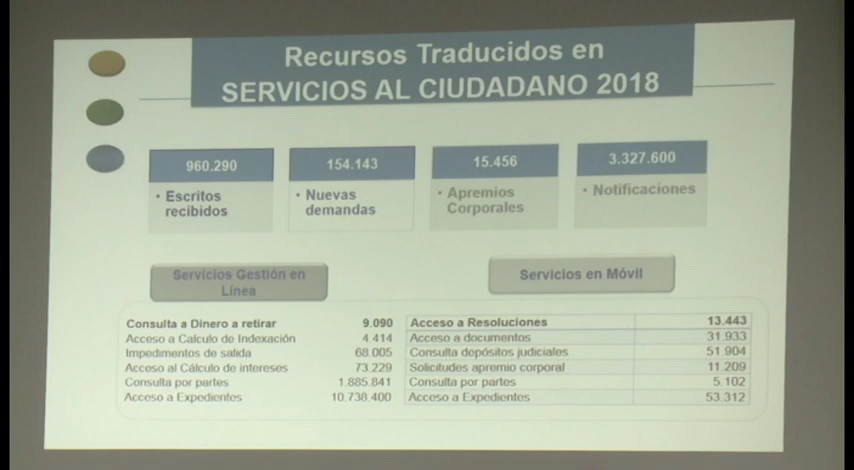 Recursos Traducidos en
SERVICIOS AL CIUDADANO 2018
960.290
• Escritos
recibidos
154.143
• Nuevas
demandas
15.456
• Apremios
Corporales
3.327.600
• Notificaciones
Servicios Gestión en
Línea
Consulta a Dinero a retirar 9.090
Acceso a Calculo de Indexación 4 414
Impedimentos de salida 68.005
Acceso al Cálculo de intereses 73.229
Consulta por partes 1.885.841
Acceso a Expedientes 10.738.400
Servicios en Móvil
Acceso a Resoluciones 13.443
Acceso a documentos 31.933
Consulta depósitos judiciales 51.904
Solicitudes apremio corporal 11.209
Consulta por partes 5.102
Acceso a Expedientes 53.312